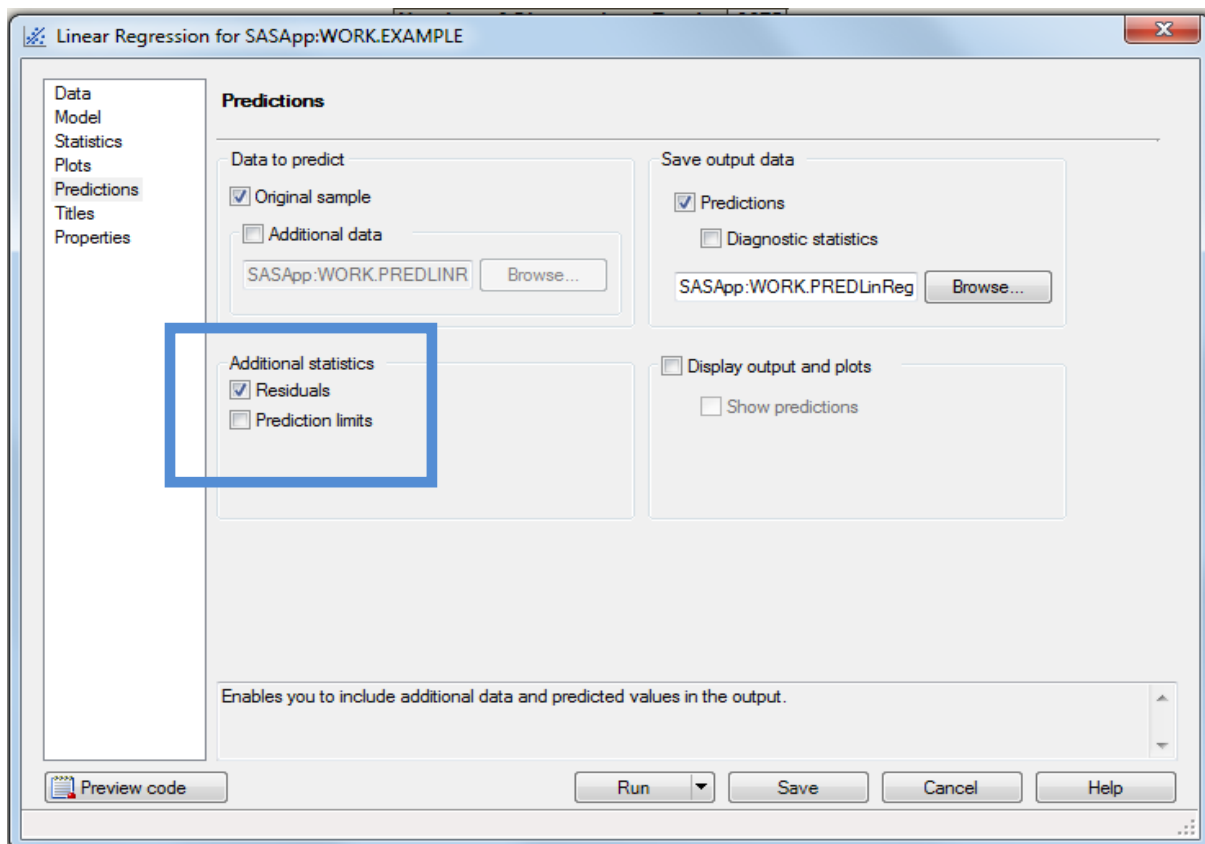 Linear Regression for SASApp:WORK.EXAMPLE
Data
Model
Statistics
Plots
Predictions
Titles
Properties
Predictions
Data to predict
Original sample
Additional data
SASApp:WORK.PREDLINR
Browse...
Save output data
Predictions
Diagnostic statistics
SASApp:WORK.PREDLinReg
Browse...
Additional statistics
Residuals
Prediction limits
Display output and plots
Show predictions
Enables you to include additional data and predicted values in the output.
Preview code
Run
Save
Cancel
Help